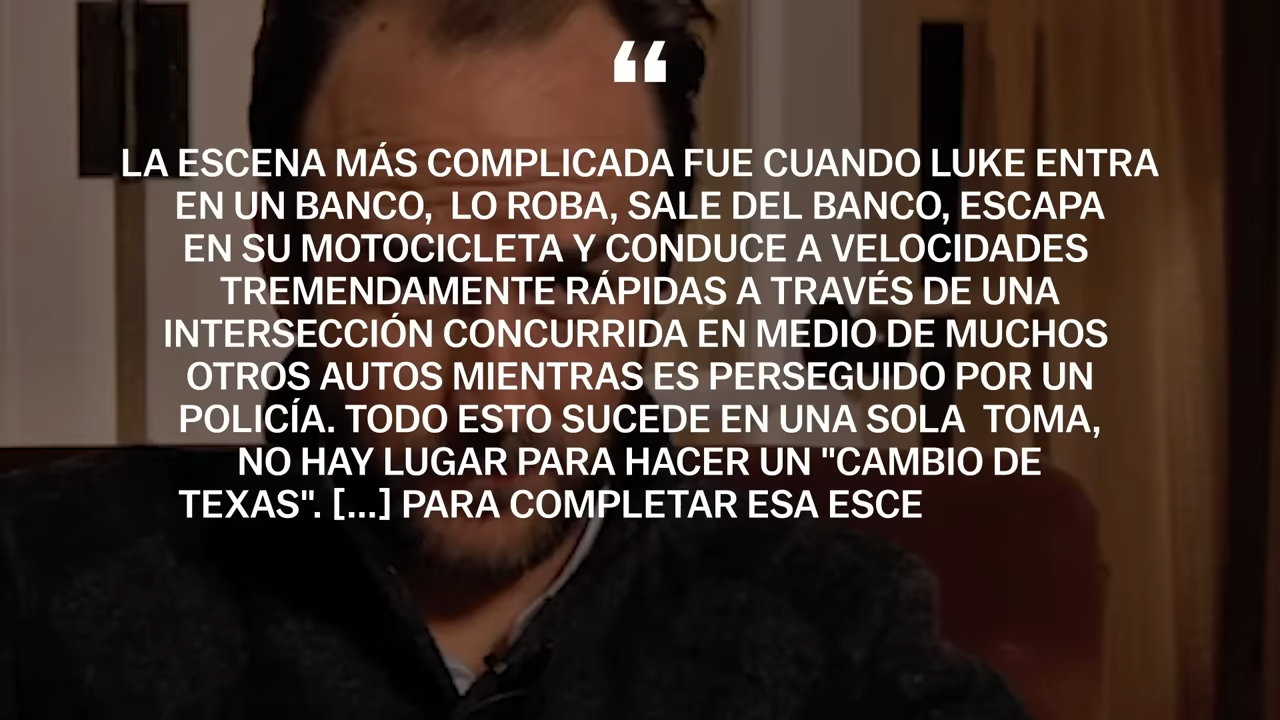 “
LA ESCENA MÁS COMPLICADA FUE CUANDO LUKE ENTRA
EN UN BANCO, LO ROBA, SALE DEL BANCO, ESCAPA
EN SU MOTOCICLETA Y CONDUCE A VELOCIDADES
TREMENDAMENTE RÁPIDAS A TRAVÉS DE UNA
INTERSECCIÓN CONCURRIDA EN MEDIO DE MUCHOS
OTROS AUTOS MIENTRAS ES PERSEGUIDO POR UN
POLICÍA. TODO ESTO SUCEDE EN UNA SOLA TOMA,
NO HAY LUGAR PARA HACER UN "CAMBIO DE
TEXAS". [...] PARA COMPLETAR ESA ESCE